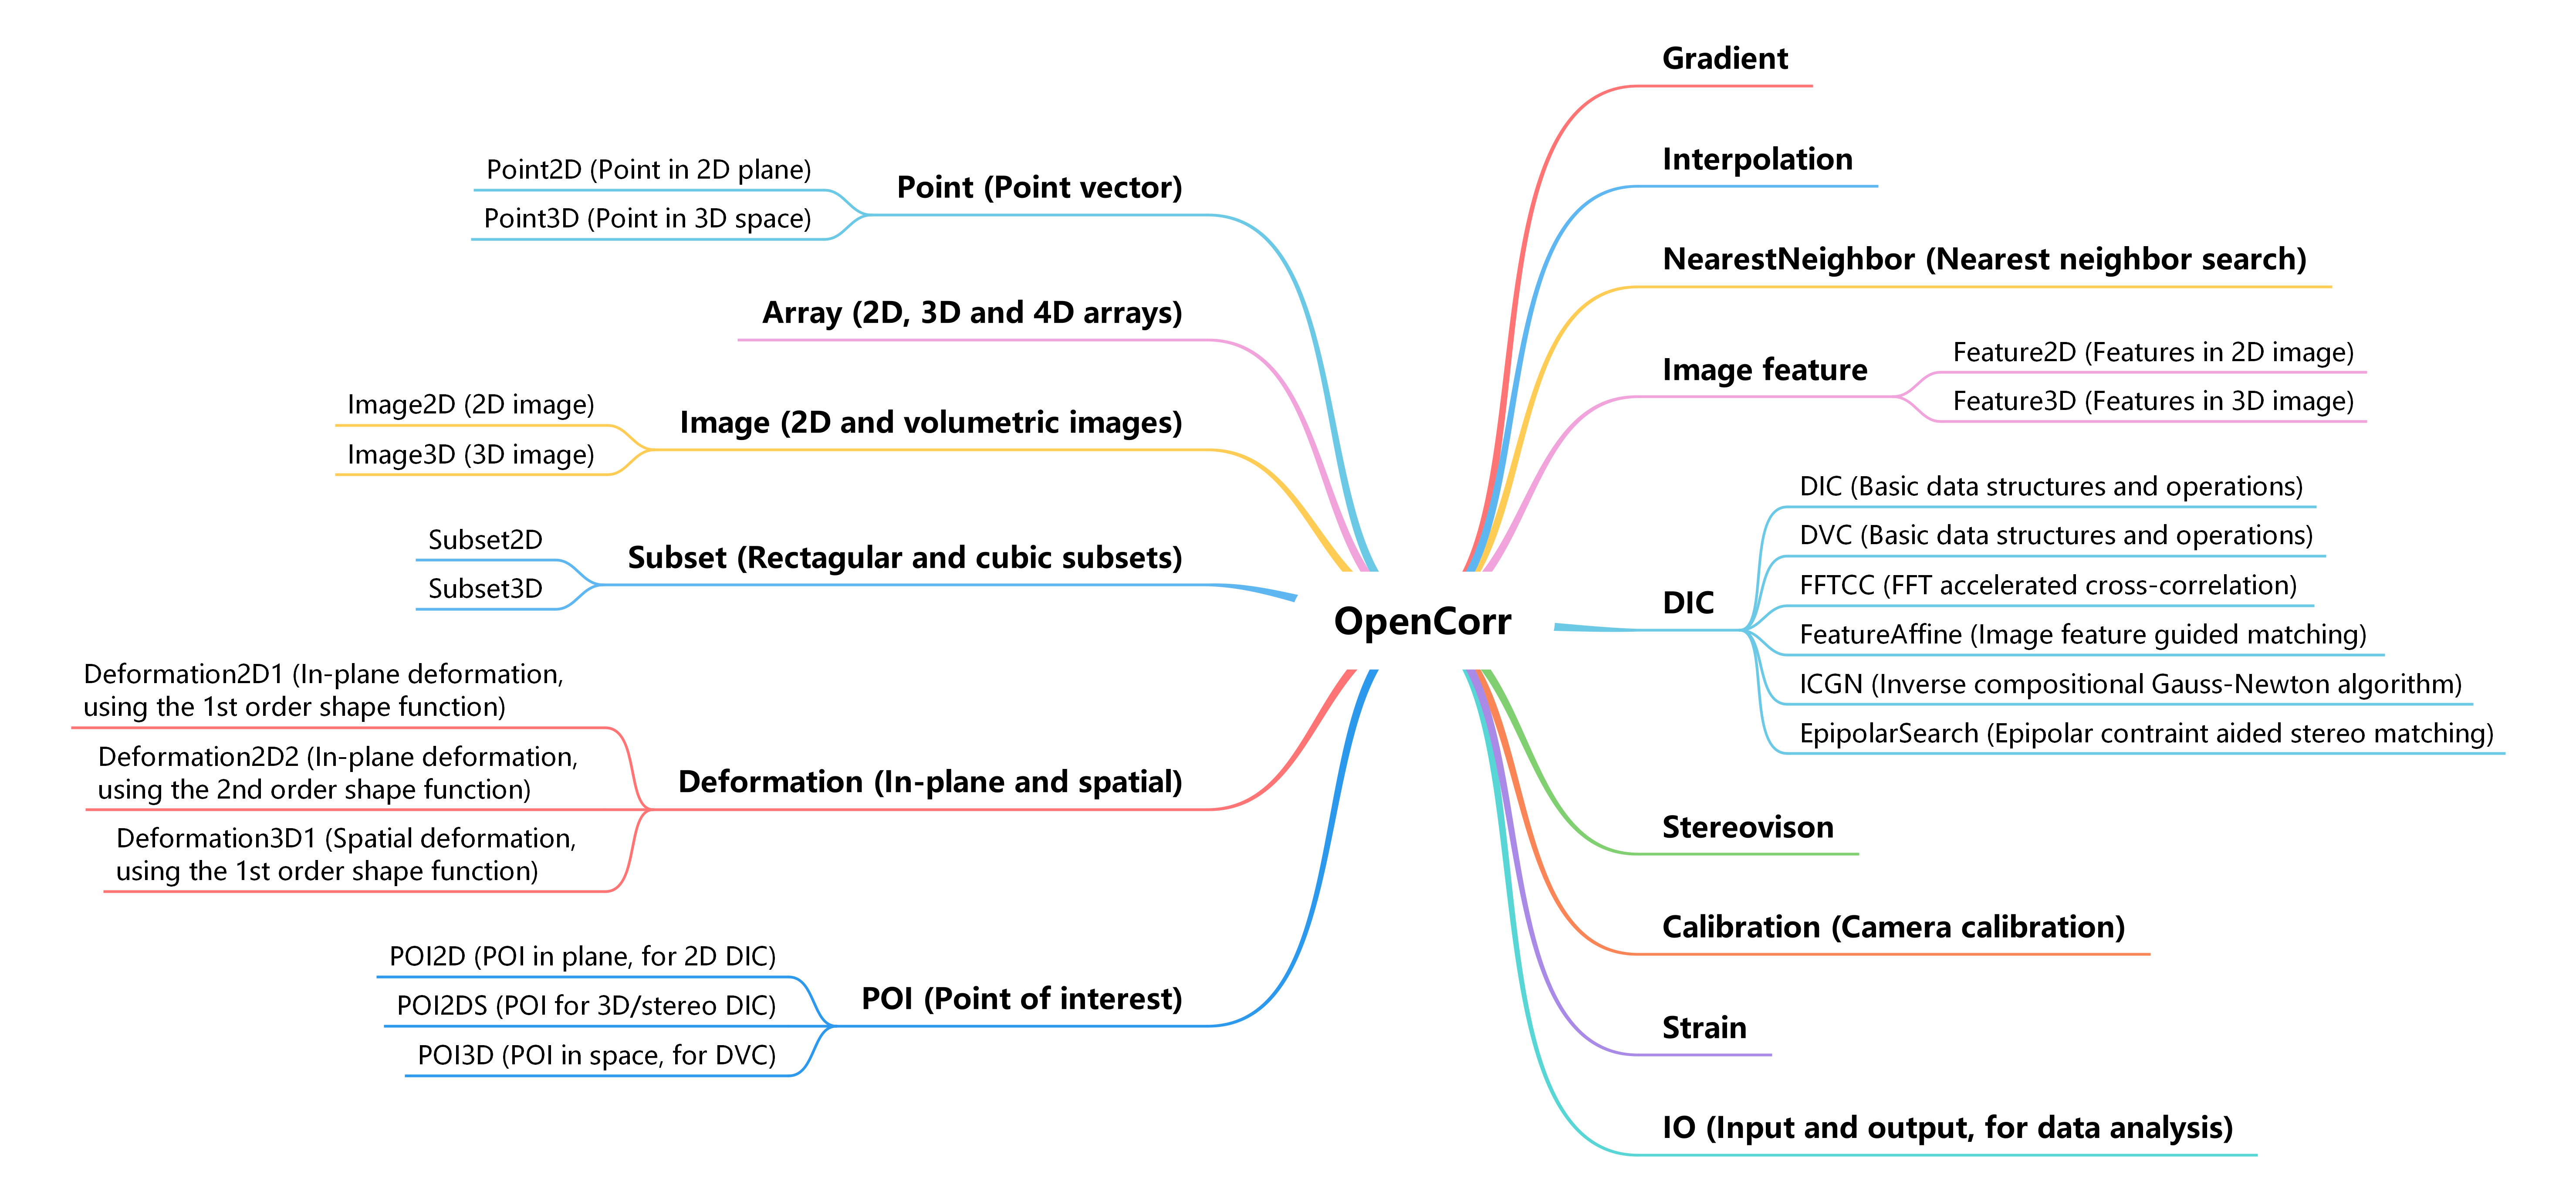 OpenCorr
Point (Point vector)
Point2D (Point in 2D plane)
Point3D (Point in 3D space)
Array (2D, 3D and 4D arrays)
Image (2D and volumetric images)
Image2D (2D image)
Image3D (3D image)
Subset (Rectagular and cubic subsets)
Subset2D
Subset3D
Deformation (In-plane and spatial)
Deformation2D1 (In-plane deformation,
using the 1st order shape function)
Deformation2D2 (In-plane deformation,
using the 2nd order shape function)
Deformation3D1 (Spatial deformation,
using the 1st order shape function)
POI (Point of interest)
POI2D (POI in plane, for 2D DIC)
POI2DS (POI for 3D/stereo DIC)
POI3D (POI in space, for DVC)
Gradient
Interpolation
NearestNeighbor (Nearest neighbor search)
Image feature
Feature2D (Features in 2D image)
Feature3D (Features in 3D image)
DIC
DIC (Basic data structures and operations)
DVC (Basic data structures and operations)
FFTCC (FFT accelerated cross-correlation)
FeatureAffine (Image feature guided matching)
ICGN (Inverse compositional Gauss-Newton algorithm)
EpipolarSearch (Epipolar contraint aided stereo matching)
Stereovison
Calibration (Camera calibration)
Strain
IO (Input and output, for data analysis)